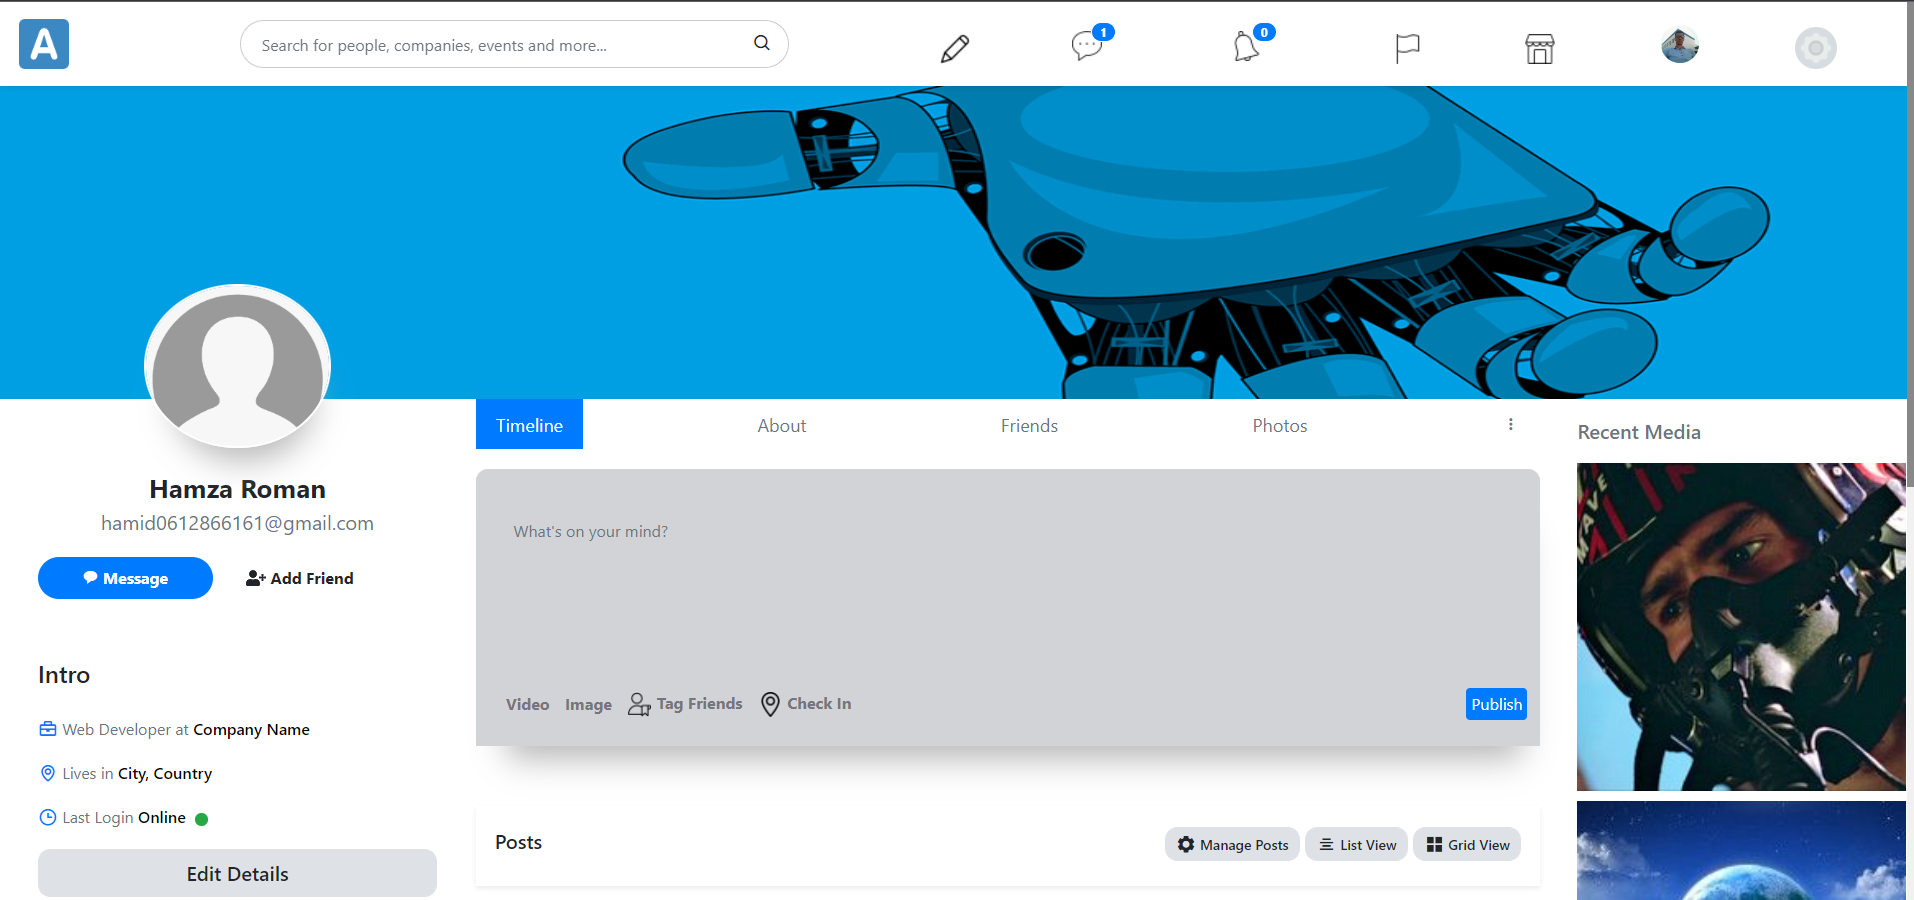 A
Search for people, companies, events and more...
1
0
Timeline
About
Friends
Photos
Recent Media
Hamza Roman
hamid0612866161@gmail.com
Message
Add Friend
What's on your mind?
Intro
Video
Image
Tag Friends
Check In
Publish
Web Developer at Company Name
Lives in City, Country
Last Login Online
Posts
Manage Posts
List View
Grid View
Edit Details